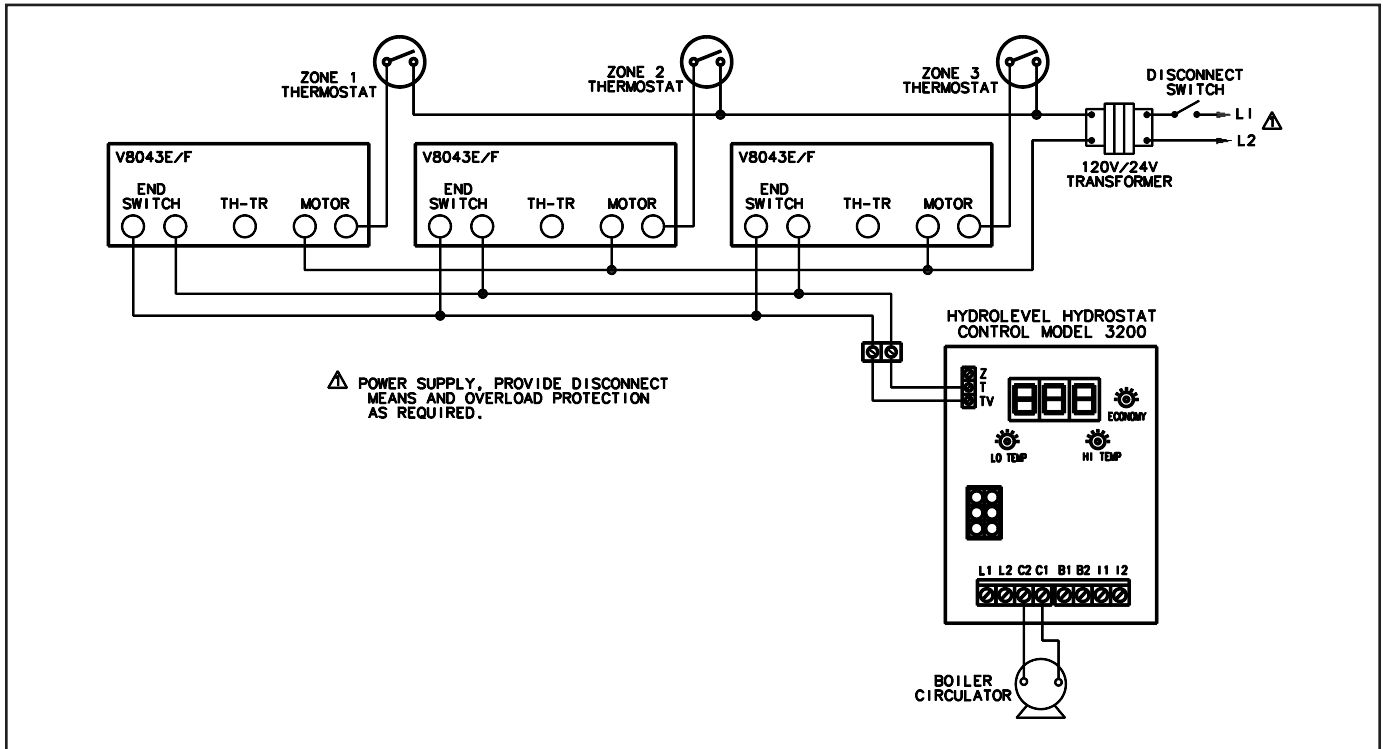 ZONE 1
THERMOSTAT
ZONE 2
THERMOSTAT
ZONE 3
THERMOSTAT
DISCONNECT
SWITCH
L1
L2
120V/24V
TRANSFORMER
V8043E/F
END
SWITCH
TH-TR
MOTOR
V8043E/F
END
SWITCH
TH-TR
MOTOR
V8043E/F
END
SWITCH
TH-TR
MOTOR
1
1 POWER SUPPLY, PROVIDE DISCONNECT
MEANS AND OVERLOAD PROTECTION
AS REQUIRED.
HYDROLEVEL HYDROSTAT
CONTROL MODEL 3200
Z
T
TV
888
ECONOMY
LO TEMP
HI TEMP
L1 L2 C2 C1 B1 B2 I1 I2
BOILER
CIRCULATOR